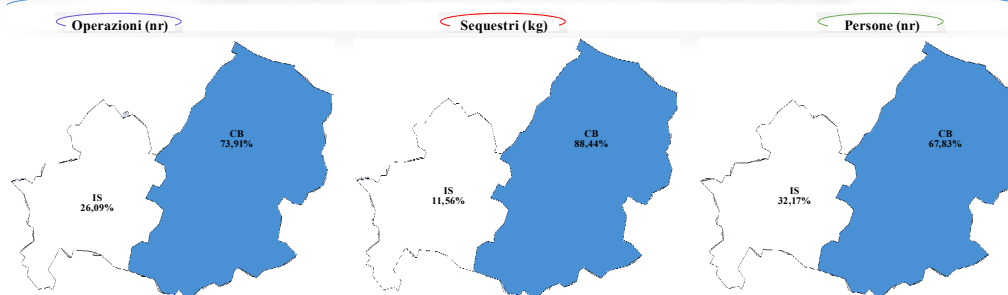 Operazioni (nr)
Sequestri (kg)
Persone (nr)
CB
73,91%
IS
26,09%
CB
88,44%
IS
11,56%
CB
67,83%
IS
32,17%